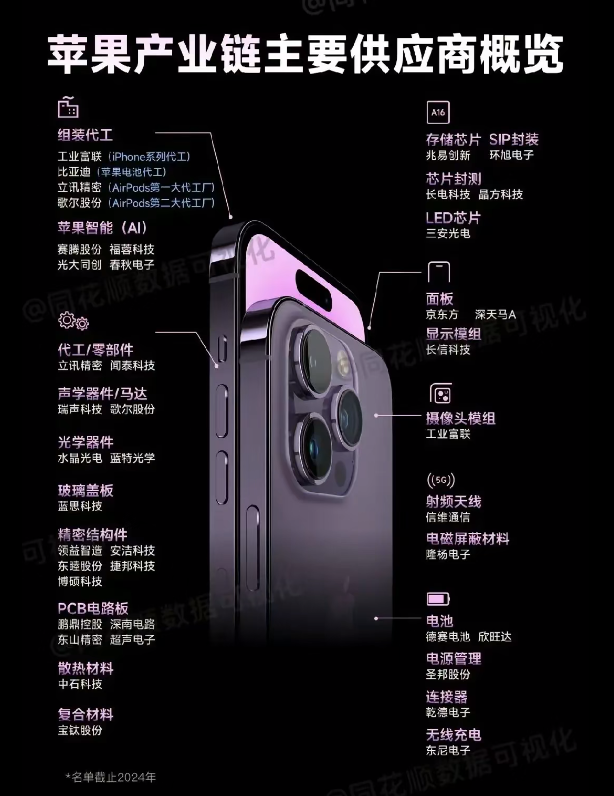 苹果产业链主要供应商概览
组装代工
工业富联（iPhone系列代工）
比亚迪（苹果电池代工）
立讯精密（AirPods第一大代工厂）
歌尔股份（AirPods第二大代工厂）
苹果智能（AI）
赛腾股份 福蓉科技
光大同创 春秋电子
代工/零部件
立讯精密 闻泰科技
声学器件/马达
瑞声科技 歌尔股份
光学器件
水晶光电 蓝特光学
玻璃盖板
蓝思科技
精密结构件
领益智造 安洁科技
东睦股份 捷邦科技
博硕科技
PCB电路板
鹏鼎控股 深南电路
东山精密 超声电子
散热材料
中石科技
复合材料
宝钛股份
*名单截止2024年
A16
存储芯片 SIP封装
兆易创新 环旭电子
芯片封测
长电科技 晶方科技
LED芯片
三安光电
面板
京东方 深天马A
显示模组
长信科技
摄像头模组
工业富联
5G
射频天线
信维通信
电磁屏蔽材料
隆扬电子
电池
德赛电池 欣旺达
电源管理
圣邦股份
连接器
乾德电子
无线充电
东尼电子
@同花顺数据可视化